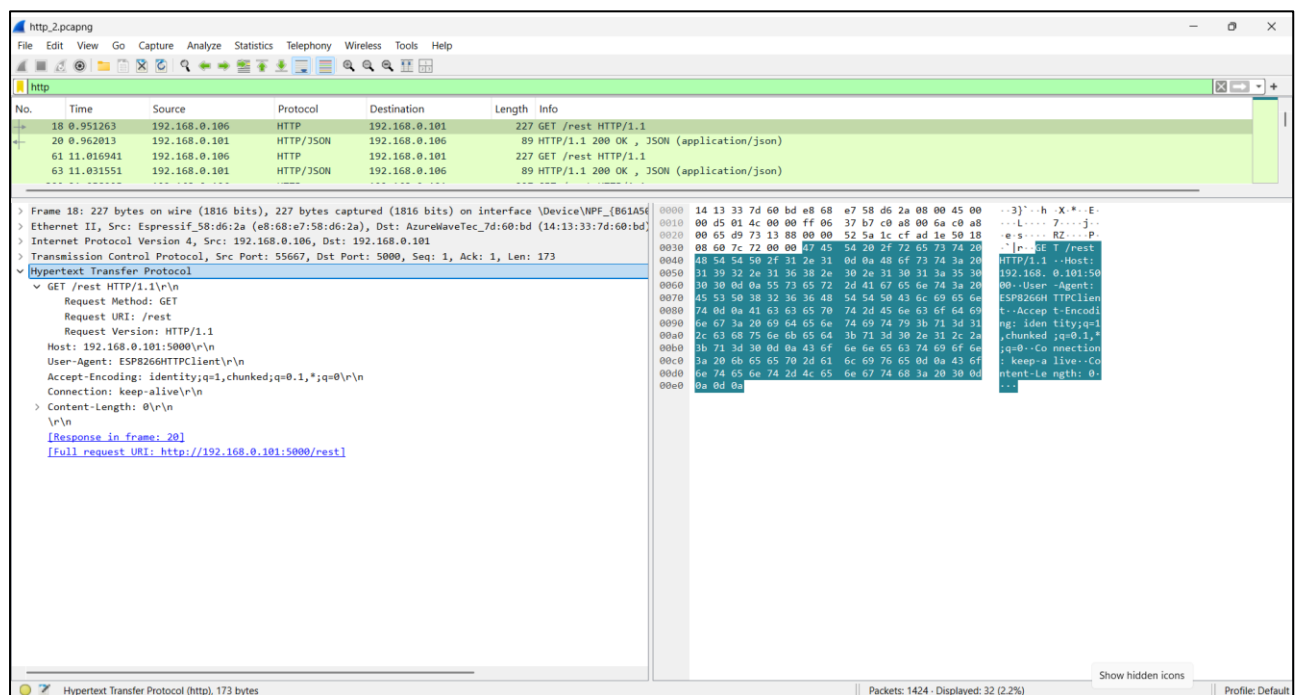 http_2.pcapng
File Edit View Go Capture Analyze Statistics Telephony Wireless Tools Help
http
No. Time Source Protocol Destination Length Info
18 0.951263 192.168.0.106 HTTP 192.168.0.101 227 GET /rest HTTP/1.1
20 0.962013 192.168.0.101 HTTP/JSON 192.168.0.106 89 HTTP/1.1 200 OK , JSON (application/json)
61 11.016941 192.168.0.106 HTTP 192.168.0.101 227 GET /rest HTTP/1.1
63 11.031551 192.168.0.101 HTTP/JSON 192.168.0.106 89 HTTP/1.1 200 OK , JSON (application/json)
Frame 18: 227 bytes on wire (1816 bits), 227 bytes captured (1816 bits) on interface \Device\NPF_{B61A5
Ethernet II, Src: Espressif_58:d6:2a (e8:68:e7:58:d6:2a), Dst: AzureWaveTec_7d:60:bd (14:13:33:7d:60:bd)
Internet Protocol Version 4, Src: 192.168.0.106, Dst: 192.168.0.101
Transmission Control Protocol, Src Port: 55667, Dst Port: 5000, Seq: 1, Ack: 1, Len: 173
Hypertext Transfer Protocol
GET /rest HTTP/1.1\r\n
Request Method: GET
Request URI: /rest
Request Version: HTTP/1.1
Host: 192.168.0.101:5000\r\n
User-Agent: ESP8266HTTPClient\r\n
Accept-Encoding: identity;q=1,chunked;q=0.1,*;q=0\r\n
Connection: keep-alive\r\n
Content-Length: 0\r\n
\r\n
[Response in frame: 20]
[Full request URI: http://192.168.0.101:5000/rest]
0000 14 13 33 7d 60 bd e8 68 e7 58 d6 2a 08 00 45 00 ··3}`··h ·X·*··E·
0010 00 d5 01 4c 00 00 ff 06 37 b7 c0 a8 00 6a c0 a8 ···L···· 7····j··
0020 00 65 d9 73 13 88 00 00 52 5a 1c cf ad 1e 50 18 ·e·s···· RZ····P·
0030 08 60 7c 72 00 00 47 45 54 20 2f 72 65 73 74 20 ·`|r··GE T /rest
0040 48 54 54 50 2f 31 2e 31 0d 0a 48 6f 73 74 3a 20 HTTP/1.1 ··Host:
0050 31 39 32 2e 31 36 38 2e 30 2e 31 30 31 3a 35 30 192.168. 0.101:50
0060 30 30 0d 0a 55 73 65 72 2d 41 67 65 6e 74 3a 20 00··User -Agent:
0070 45 53 50 38 32 36 36 48 54 54 50 43 6c 69 65 6e ESP8266H TTPClien
0080 74 0d 0a 41 63 63 65 70 74 2d 45 6e 63 6f 64 69 t··Accep t-Encodi
0090 6e 67 3a 20 69 64 65 6e 74 69 74 79 3b 71 3d 31 ng: iden tity;q=1
00a0 2c 63 68 75 6e 6b 65 64 3b 71 3d 30 2e 31 2c 2a ,chunked ;q=0.1,*
00b0 3b 71 3d 30 0d 0a 43 6f 6e 6e 65 63 74 69 6f 6e ;q=0··Co nnection
00c0 3a 20 6b 65 65 70 2d 61 6c 69 76 65 0d 0a 43 6f : keep-a live··Co
00d0 6e 74 65 6e 74 2d 4c 65 6e 67 74 68 3a 20 30 0d ntent-Le ngth: 0·
00e0 0a 0d 0a ···
Show hidden icons
Hypertext Transfer Protocol (http), 173 bytes Packets: 1424 · Displayed: 32 (2.2%) Profile: Default